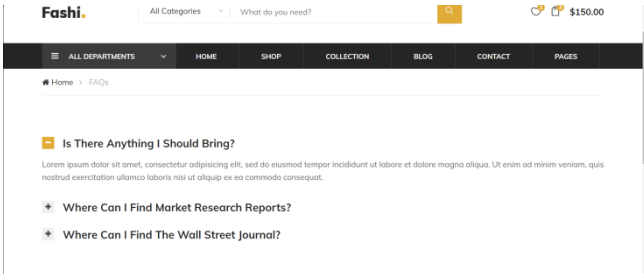 Fashi.
All Categories What do you need? $150.00
ALL DEPARTMENTS HOME SHOP COLLECTION BLOG CONTACT PAGES
Home > FAQs
Is There Anything I Should Bring?
Lorem ipsum dolor sit amet, consectetur adipisicing elit, sed do eiusmod tempor incididunt ut labore et dolore magna aliqua. Ut enim ad minim veniam, quis
nostrud exercitation ullamco laboris nisi ut aliquip ex ea commodo consequat.
Where Can I Find Market Research Reports?
Where Can I Find The Wall Street Journal?